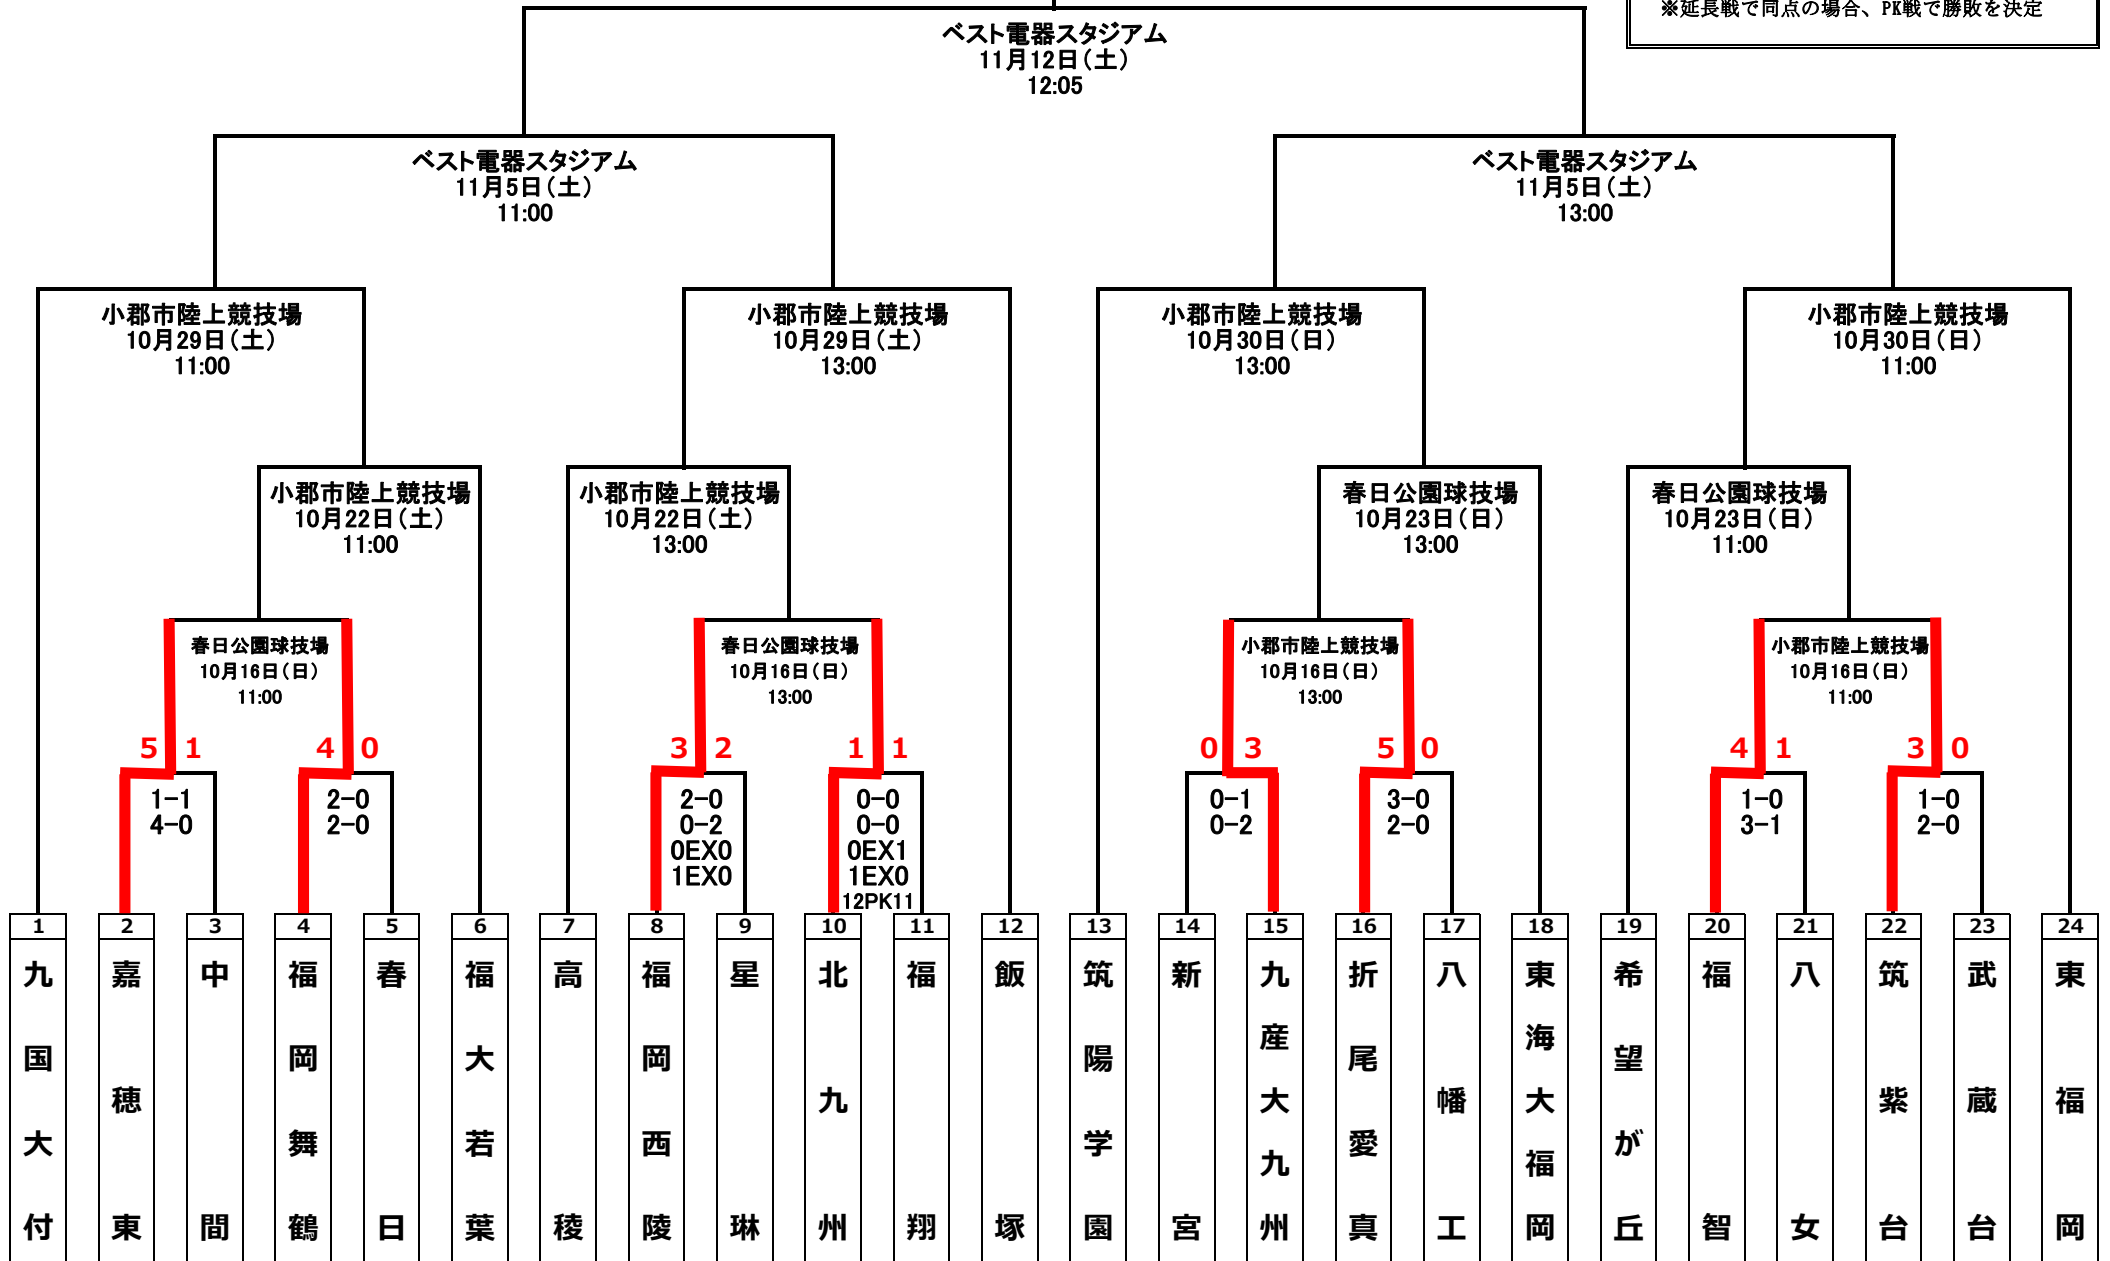 ※延長戦で同点の場合、PK戦で勝敗を決定
ベスト電器スタジアム
11月12日(土)
12:05
ベスト電器スタジアム
11月5日(土)
11:00
ベスト電器スタジアム
11月5日(土)
13:00
小郡市陸上競技場
10月29日(土)
11:00
小郡市陸上競技場
10月29日(土)
13:00
小郡市陸上競技場
10月30日(日)
13:00
小郡市陸上競技場
10月30日(日)
11:00
小郡市陸上競技場
10月22日(土)
11:00
小郡市陸上競技場
10月22日(土)
13:00
春日公園球技場
10月23日(日)
13:00
春日公園球技場
10月23日(日)
11:00
春日公園球技場
10月16日(日)
11:00
春日公園球技場
10月16日(日)
13:00
小郡市陸上競技場
10月16日(日)
13:00
小郡市陸上競技場
10月16日(日)
11:00
5 1
1-1
4-0
4 0
2-0
2-0
3 2
2-0
0-2
0EX0
1EX0
1 1
0-0
0-0
0EX1
1EX0
12PK11
0 3
0-1
0-2
5 0
3-0
2-0
4 1
1-0
3-1
3 0
1-0
2-0
1
九国大付
2
嘉穂東
3
中間
4
福岡舞鶴
5
春日
6
福大若葉
7
高稜
8
福岡西陵
9
星琳
10
北九州
11
福翔
12
飯塚
13
筑陽学園
14
新宮
15
九産大九州
16
折尾愛真
17
八幡工
18
東海大福岡
19
希望が丘
20
福智
21
八女
22
筑紫台
23
武蔵台
24
東福岡